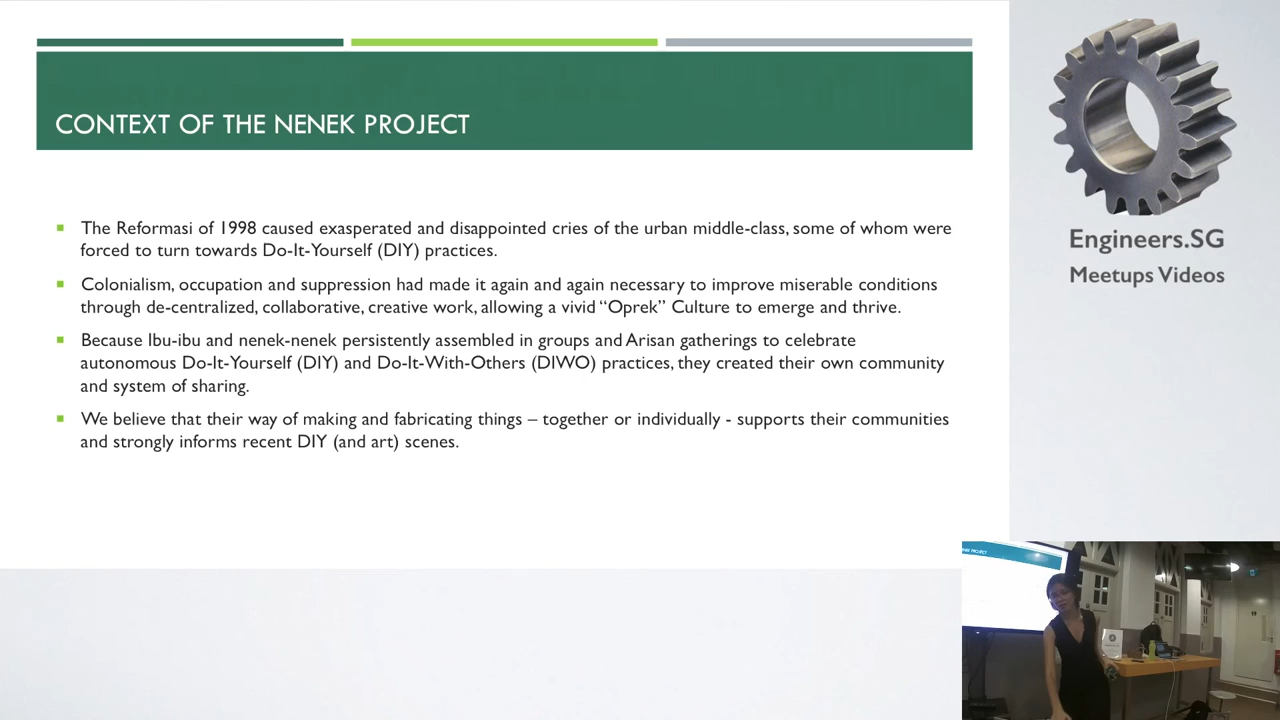 CONTEXT OF THE NENEK PROJECT
The Reformasi of 1998 caused exasperated and disappointed cries of the urban middle-class, some of whom were
forced to turn towards Do-It-Yourself (DIY) practices.
Colonialism, occupation and suppression had made it again and again necessary to improve miserable conditions
through de-centralized, collaborative, creative work, allowing a vivid “Oprek” Culture to emerge and thrive.
Because Ibu-ibu and nenek-nenek persistently assembled in groups and Arisan gatherings to celebrate
autonomous Do-It-Yourself (DIY) and Do-It-With-Others (DIWO) practices, they created their own community
and system of sharing.
We believe that their way of making and fabricating things – together or individually - supports their communities
and strongly informs recent DIY (and art) scenes.
Engineers.SG
Meetups Videos
NEK PROJECT